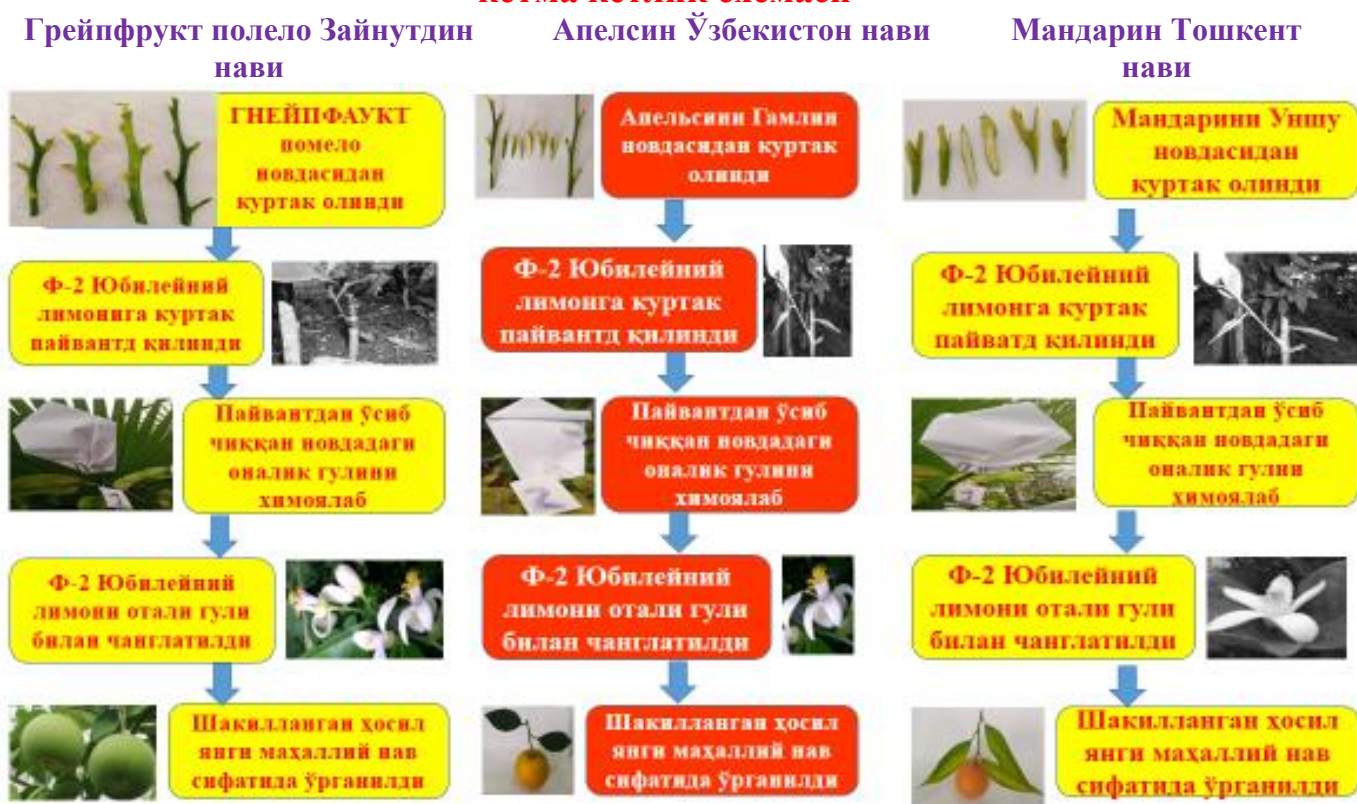 Грейпфрукт полело Зайнутдин
нави
Апелсин Ўзбекистон нави
Мандарин Тошкент
нави
ГНЕЙПФАУКТ
помело
новдасидан
куртак олинди
Ф-2 Юбилейний
лимонига куртак
пайвантд қилинди
Пайвантдан ўсиб
чиққан новдадаги
оналик гулини
химоялаб
Ф-2 Юбилейний
лимони отали гули
билан чанглатилди
Шакилланган ҳосил
янги маҳаллий нав
сифатида ўрганилди
Апельсини Гамлин
новдасидан куртак
олинди
Ф-2 Юбилейний
лимонга куртак
пайвантд қилинди
Пайвантдан ўсиб
чиққан новдадаги
оналик гулини
химоялаб
Ф-2 Юбилейний
лимони отали гули
билан чанглатилди
Шакилланган ҳосил
янги маҳаллий нав
сифатида ўрганилди
Мандарини Уншу
новдасидан
куртак олинди
Ф-2 Юбилейний
лимонга куртак
пайватд қилинди
Пайвантдан ўсиб
чиққан новдадаги
оналик гулни
химоялаб
Ф-2 Юбилейний
лимони отали гули
билан чанглатилди
Шакилланган ҳосил
янги маҳаллий нав
сифатида ўрганилди